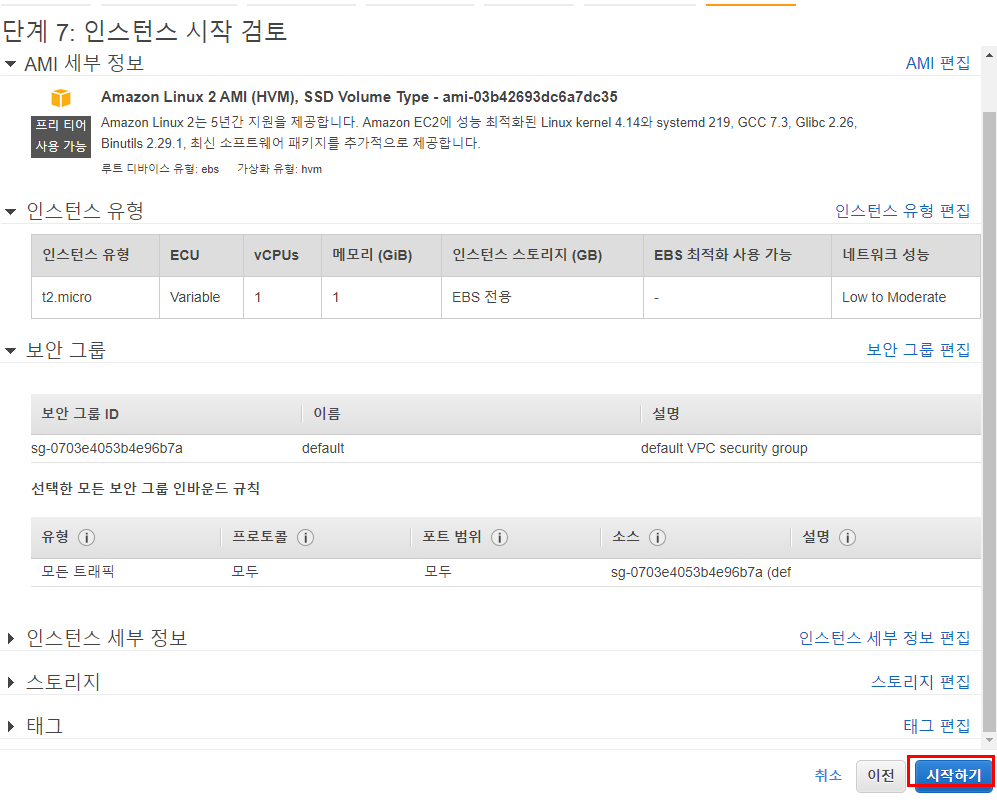 단계 7: 인스턴스 시작 검토
AMI 세부 정보 AMI 편집
Amazon Linux 2 AMI (HVM), SSD Volume Type - ami-03b42693dc6a7dc35
프리 티어
사용 가능
Amazon Linux 2는 5년간 지원을 제공합니다. Amazon EC2에 성능 최적화된 Linux kernel 4.14와 systemd 219, GCC 7.3, Glibc 2.26,
Binutils 2.29.1, 최신 소프트웨어 패키지를 추가적으로 제공합니다.
루트 디바이스 유형: ebs 가상화 유형: hvm
인스턴스 유형 인스턴스 유형 편집
인스턴스 유형 ECU vCPUs 메모리 (GiB) 인스턴스 스토리지 (GB) EBS 최적화 사용 가능 네트워크 성능
t2.micro Variable 1 1 EBS 전용 - Low to Moderate
보안 그룹 보안 그룹 편집
보안 그룹 ID 이름 설명
sg-0703e4053b4e96b7a default default VPC security group
선택한 모든 보안 그룹 인바운드 규칙
유형 i 프로토콜 i 포트 범위 i 소스 i 설명 i
모든 트래픽 모두 모두 sg-0703e4053b4e96b7a (def
인스턴스 세부 정보 인스턴스 세부 정보 편집
스토리지 스토리지 편집
태그 태그 편집
취소 이전 시작하기